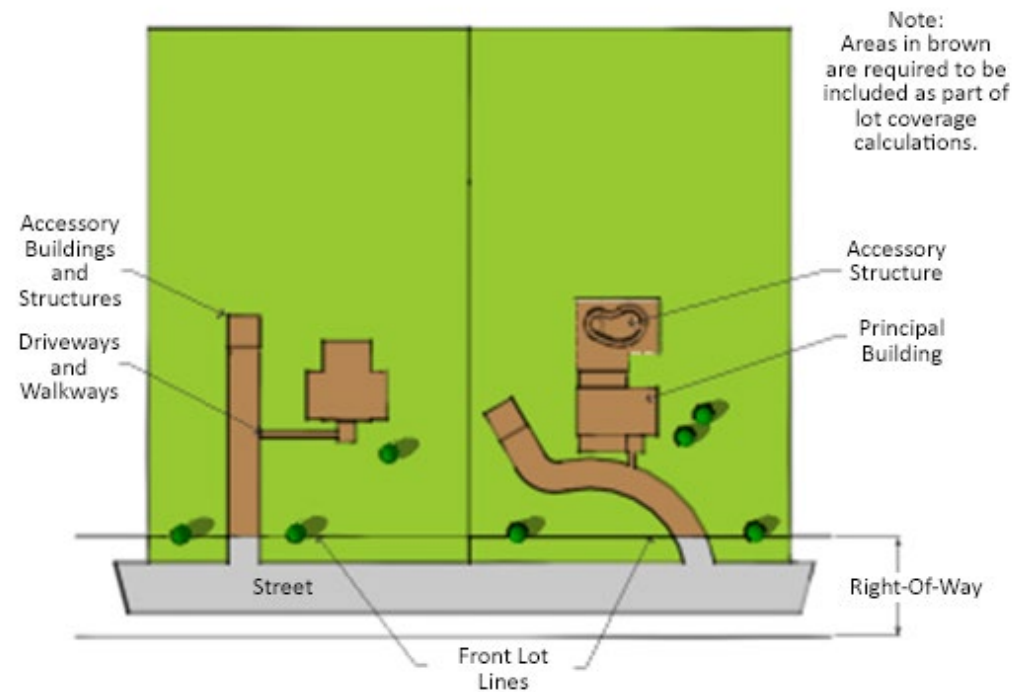 Note:
Areas in brown
are required to be
included as part of
lot coverage
calculations.
Accessory
Buildings
and
Structures
Driveways
and
Walkways
Accessory
Structure
Principal
Building
Street
Right-Of-Way
Front Lot
Lines